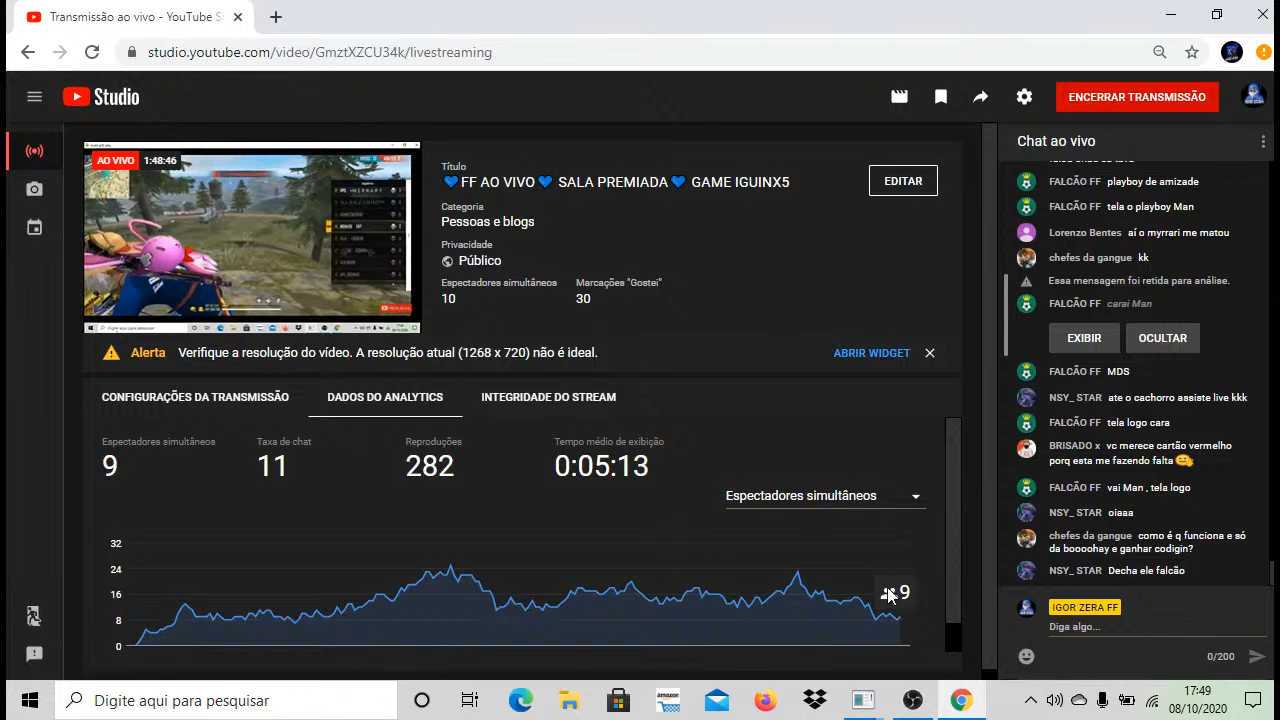 Transmissão ao vivo - YouTube S
studio.youtube.com/video/GmztXZCU34k/livestreaming
Studio
ENCERRAR TRANSMISSÃO
AO VIVO
1:48:46
Título
💙FF AO VIVO💙 SALA PREMIADA💙 GAME IGUINX5
EDITAR
Categoria
Pessoas e blogs
Privacidade
Público
Espectadores simultâneos
Marcações "Gostei"
10
30
Alerta Verifique a resolução do vídeo. A resolução atual (1268 x 720) não é ideal.
ABRIR WIDGET
CONFIGURAÇÕES DA TRANSMISSÃO
DADOS DO ANALYTICS
INTEGRIDADE DO STREAM
Espectadores simultâneos
Taxa de chat
Reproduções
Tempo médio de exibição
9
11
282
0:05:13
Espectadores simultâneos
32
24
16
8
0
9
Chat ao vivo
FALCÃO FF playboy de amizade
FALCÃO FF tela o playboy Man
Lorenzo Bentes aí o myrrari me matou
chefes da gangue kk
Essa mensagem foi retida para análise.
FALCÃO FF carai Man
EXIBIR
OCULTAR
FALCÃO FF MDS
NSY_ STAR ate o cachorro assiste live kkk
FALCÃO FF tela logo cara
BRISADO x vc merece cartão vermelho
porq esta me fazendo falta
FALCÃO FF vai Man , tela logo
NSY_ STAR oiaaa
chefes da gangue como é q funciona e só
da boooohay e ganhar codigin?
NSY_ STAR Decha ele falcão
IGOR ZERA FF
Diga algo...
0/200
Digite aqui para pesquisar
amazon
17:49
08/10/2020